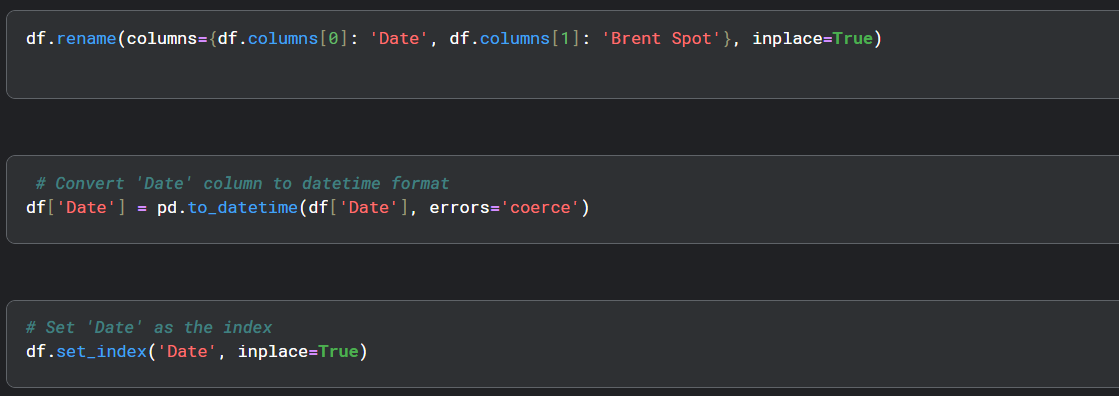 df.rename(columns={df.columns[0]: 'Date', df.columns[1]: 'Brent Spot'}, inplace=True)
# Convert 'Date' column to datetime format
df['Date'] = pd.to_datetime(df['Date'], errors='coerce')
# Set 'Date' as the index
df.set_index('Date', inplace=True)